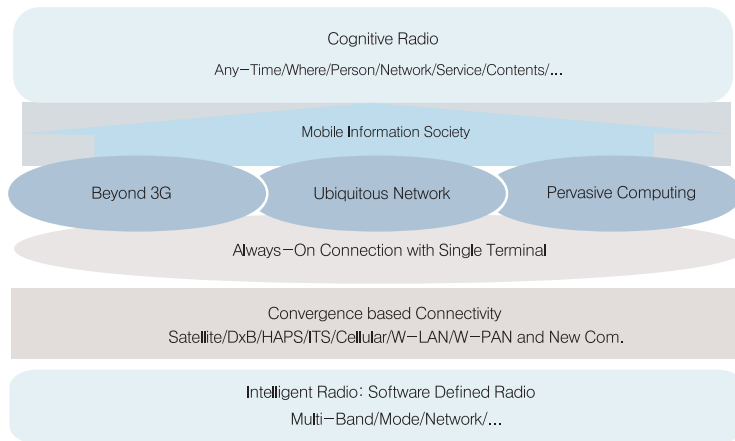 Cognitive Radio
Any-Time/Where/Person/Network/Service/Contents/...
Mobile Information Society
Beyond 3G
Ubiquitous Network
Pervasive Computing
Always-On Connection with Single Terminal
Convergence based Connectivity
Satellite/DxB/HAPS/ITS/Cellular/W-LAN/W-PAN and New Com.
Intelligent Radio: Software Defined Radio
Multi-Band/Mode/Network/...